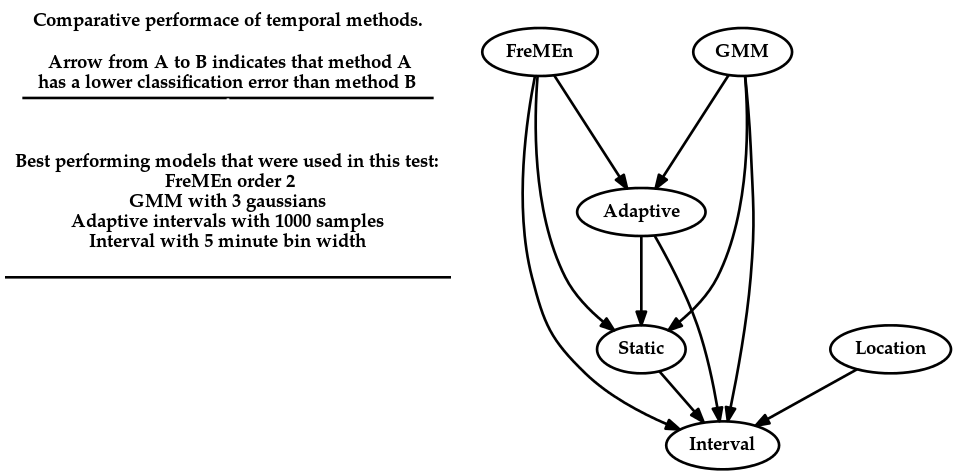 Comparative performace of temporal methods.
Arrow from A to B indicates that method A
has a lower classification error than method B
Best performing models that were used in this test:
FreMEn order 2
GMM with 3 gaussians
Adaptive intervals with 1000 samples
Interval with 5 minute bin width
FreMEn
GMM
Adaptive
Static
Location
Interval